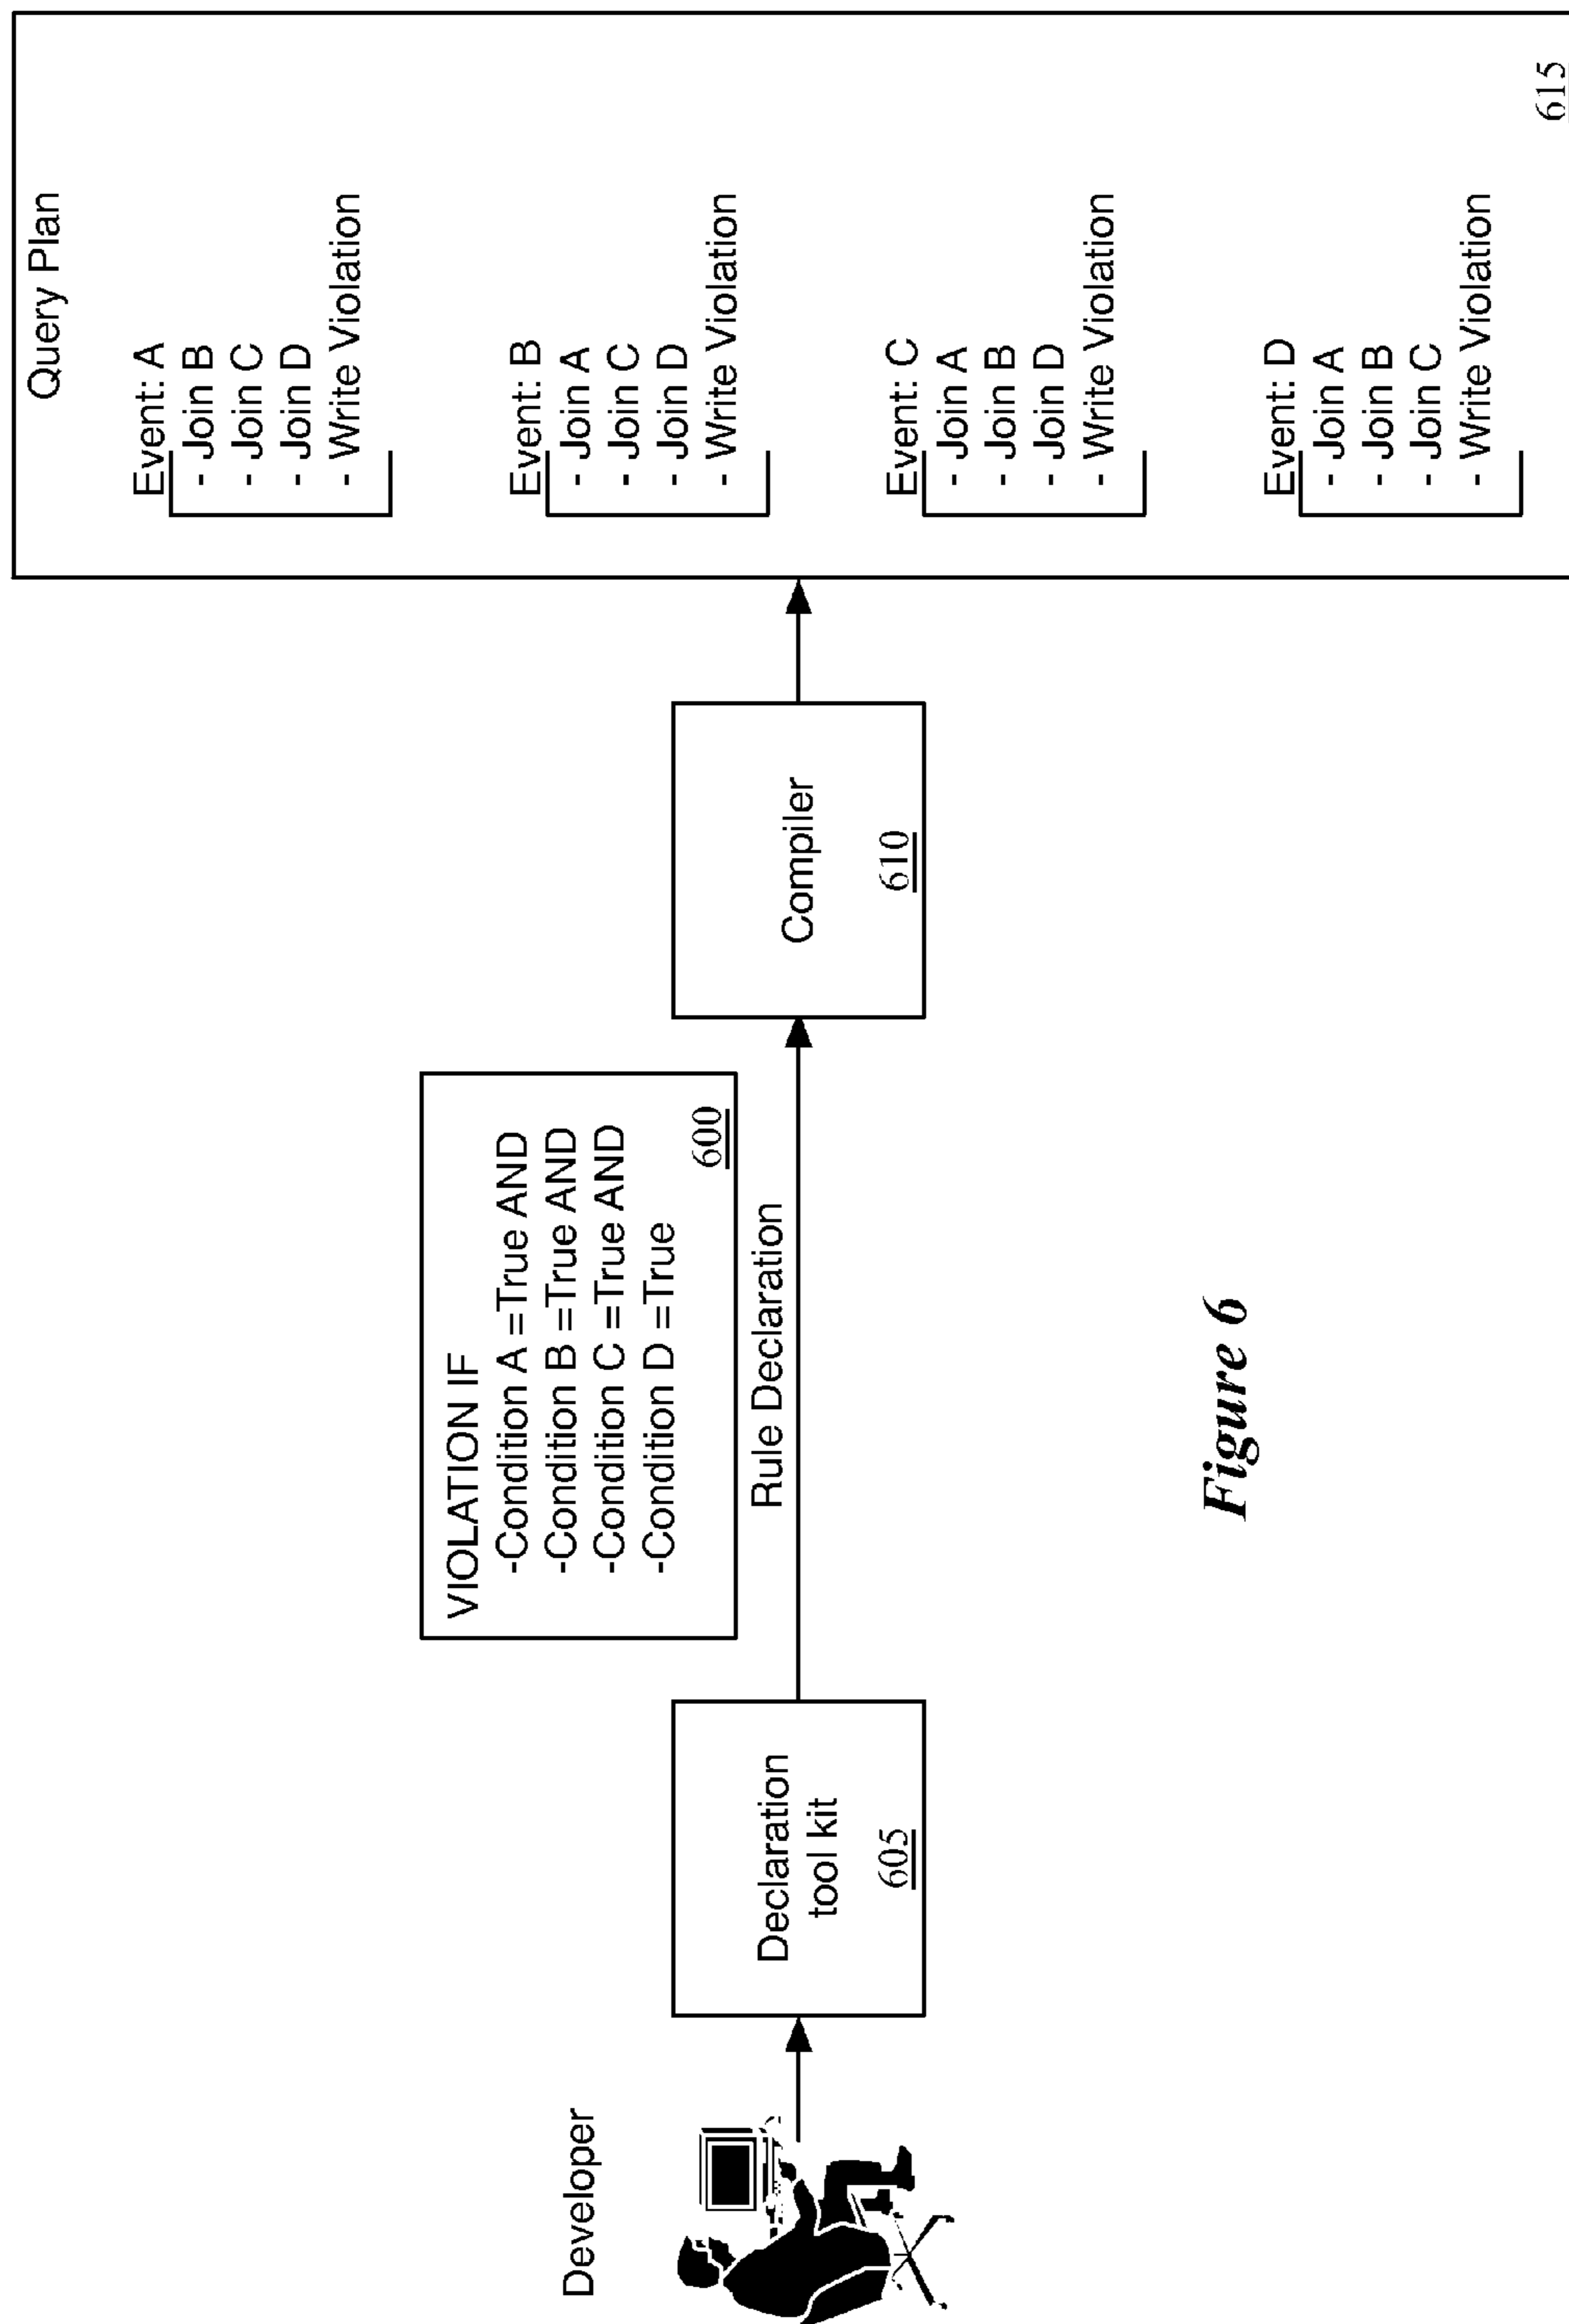 Developer
Declaration
tool kit
605
VIOLATION IF
-Condition A =True AND
-Condition B =True AND
-Condition C =True AND
-Condition D =True
600
Rule Declaration
Compiler
610
Query Plan
Event: A
- Join B
- Join C
- Join D
- Write Violation
Event: B
- Join A
- Join C
- Join D
- Write Violation
Event: C
- Join A
- Join B
- Join D
- Write Violation
Event: D
- Join A
- Join B
- Join C
- Write Violation
615
Figure 6